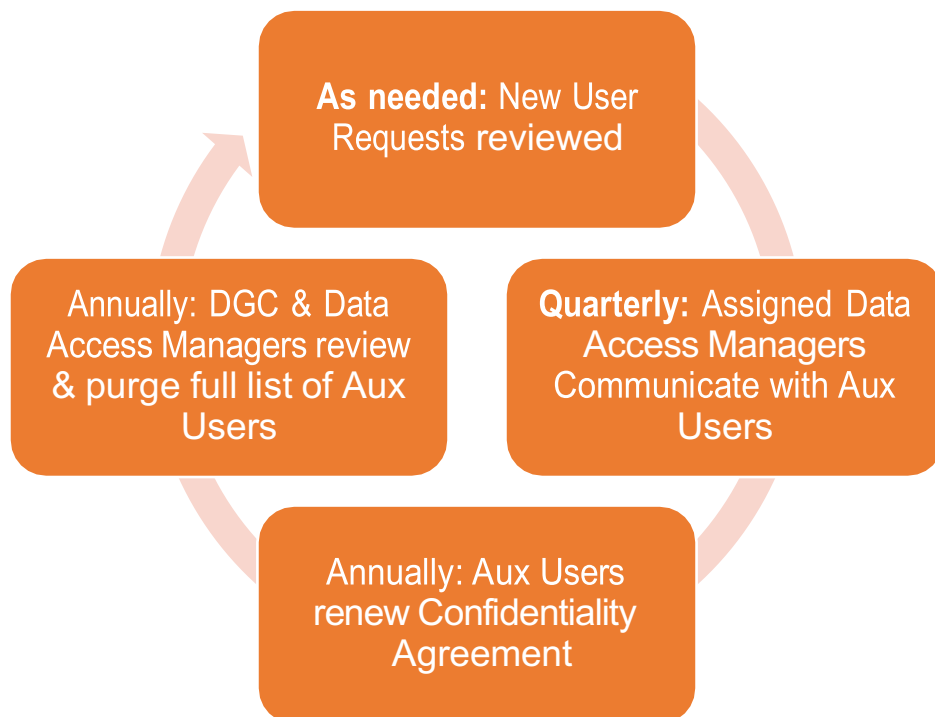 As needed: New User
Requests reviewed
Quarterly: Assigned Data
Access Managers
Communicate with Aux
Users
Annually: Aux Users
renew Confidentiality
Agreement
Annually: DGC & Data
Access Managers review
& purge full list of Aux
Users